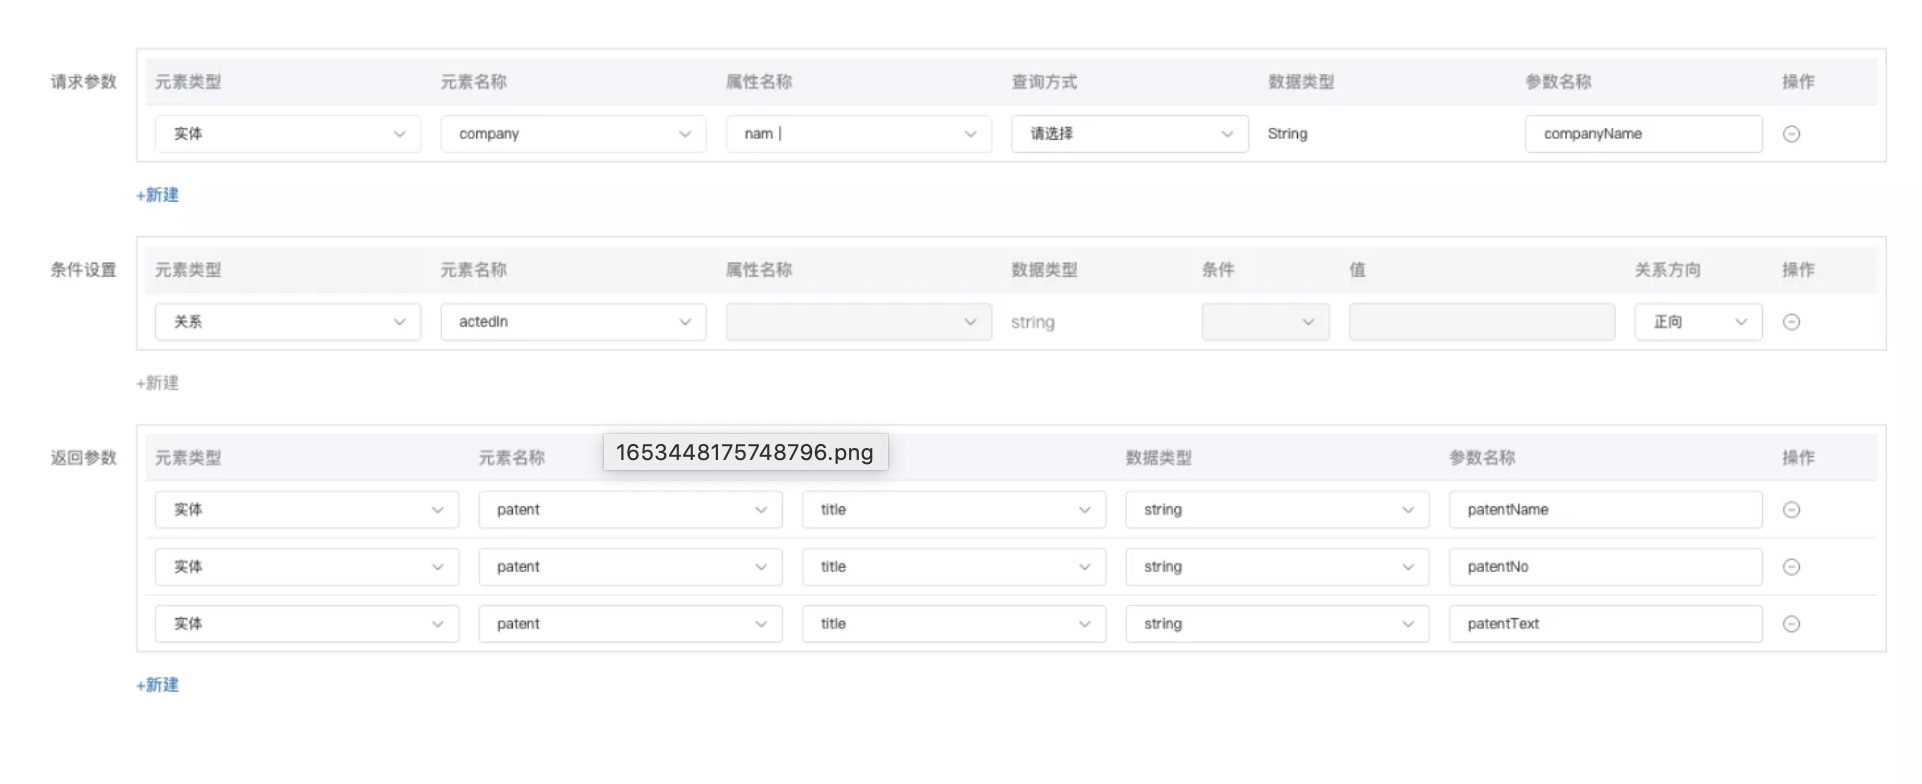 请求参数 元素类型 元素名称 属性名称 查询方式 数据类型 参数名称 操作
实体 company nam 请选择 String companyName
+新建
条件设置 元素类型 元素名称 属性名称 数据类型 条件 值 关系方向 操作
关系 actedIn string 正向
+新建
返回参数 元素类型 元素名称 1653448175748796.png 数据类型 参数名称 操作
实体 patent title string patentName
实体 patent title string patentNo
实体 patent title string patentText
+新建